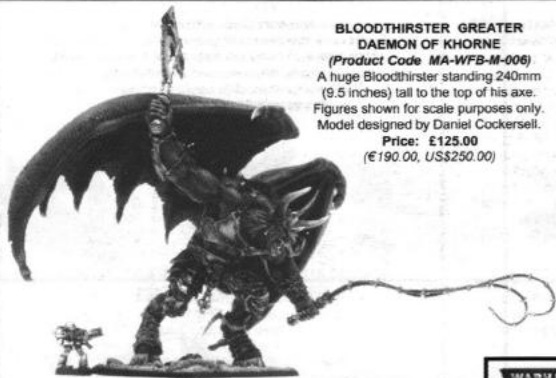 BLOODTHIRSTER GREATER
DAEMON OF KHORNE
(Product Code MA-WFB-M-006)
A huge Bloodthirster standing 240mm
(9.5 inches) tall to the top of his axe.
Figures shown for scale purposes only.
Model designed by Daniel Cockersell.
Price: £125.00
(€190.00, US$250.00)